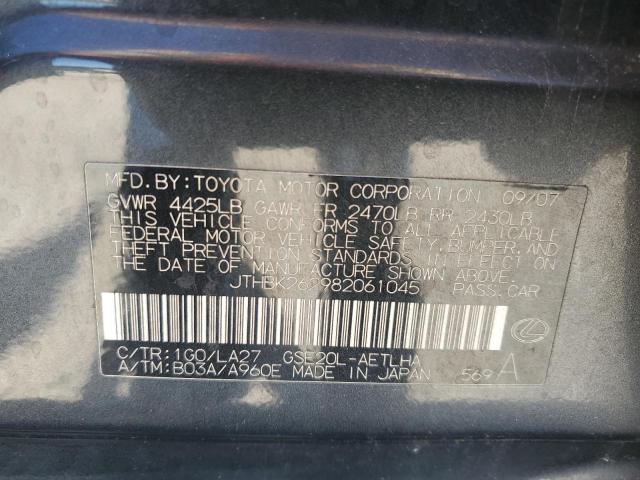 MFD. BY: TOYOTA MOTOR CORPORATION 09/07
GVWR 4425LB GAWR FR 2470LB RR 2430LB
THIS VEHICLE CONFORMS TO ALL APPLICABLE
FEDERAL MOTOR VEHICLE SAFETY, BUMPER, AND
THEFT PREVENTION STANDARDS IN EFFECT ON
THE DATE OF MANUFACTURE SHOWN ABOVE.
JTHBK262982061045 PASS. CAR
C/TR: 1G0/LA27 GSE20L-AETLHA
A/TM: B03A/A960E MADE IN JAPAN 569 A